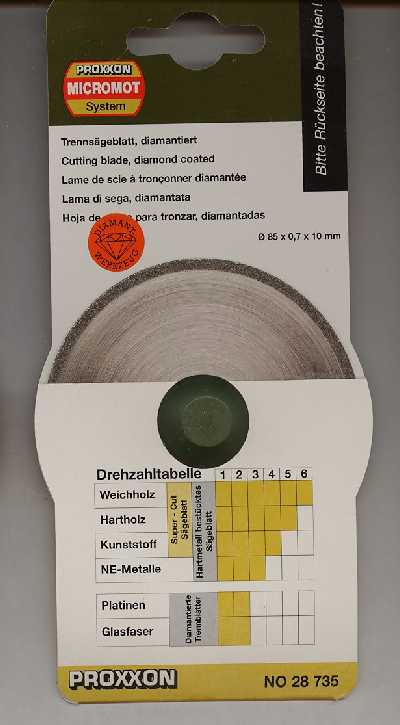 PROXXON
MICROMOT
System
Bitte Rückseite beachten!
Trennsägeblatt, diamantiert
Cutting blade, diamond coated
Lame de scie à tronçonner diamantée
Lama di sega, diamantata
Hoja de para tronzar, diamantadas
DIAMANT
WERKZEUG
Ø 85 x 0,7 x 10 mm
Drehzahltabelle 1 2 3 4 5 6
Weichholz
Hartholz
Kunststoff
NE-Metalle
Super - Cut
Sägeblatt
Hartmetall bestücktes
Sägeblatt
Platinen
Glasfaser
Diamantierte
Trennblätter
PROXXON NO 28 735